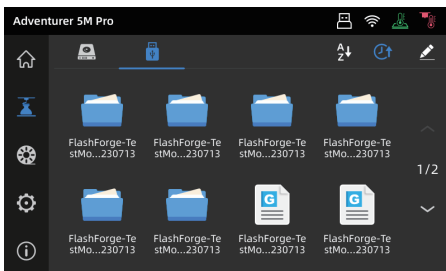 Adventurer 5M Pro
A
Z
FlashForge-Te FlashForge-Te FlashForge-Te FlashForge-Te
stMo...230713 stMo...230713 stMo...230713 stMo...230713
1/2
G G
FlashForge-Te FlashForge-Te FlashForge-Te FlashForge-Te
stMo...230713 stMo...230713 stMo...230713 stMo...230713